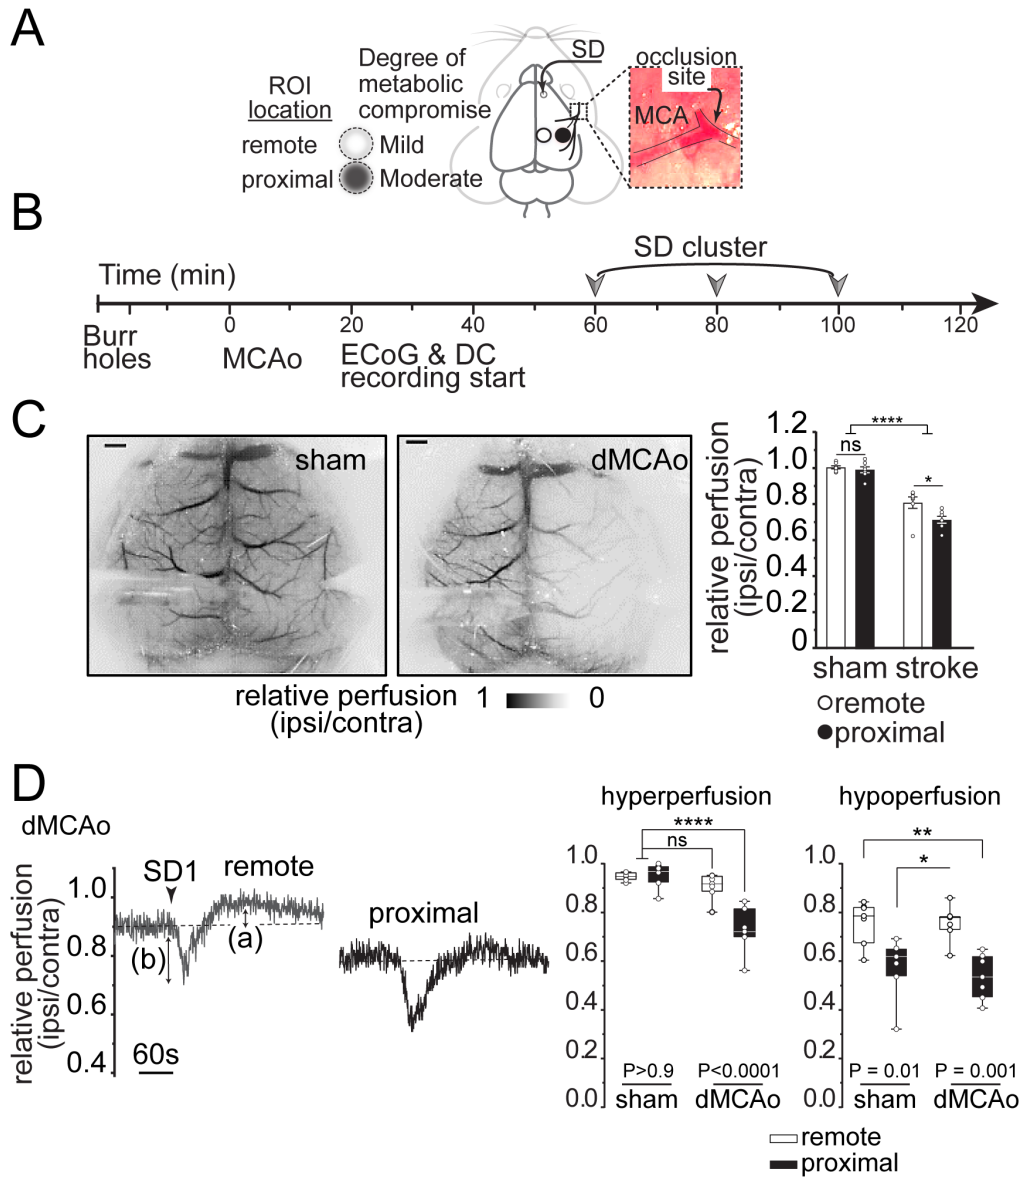 A
ROI
location
remote
proximal
Degree of
metabolic
compromise
Mild
Moderate
SD
occlusion
site
MCA
B
Time (min)
SD cluster
0
20
40
60
80
100
120
Burr
holes
MCAo
ECoG & DC
recording start
C
sham
dMCAo
relative perfusion
(ipsi/contra)
1
0
relative perfusion
(ipsi/contra)
1.2
1.0
0.8
0.6
0.4
0.2
0
ns
****
*
sham stroke
remote
proximal
D
dMCAo
relative perfusion
(ipsi/contra)
1.0
0.8
0.6
0.4
SD1
remote
(a)
(b)
60s
proximal
hyperperfusion
****
ns
1.0
0.8
0.6
0.4
0.2
0.0
P>0.9
P<0.0001
sham
dMCAo
hypoperfusion
**
*
1.0
0.8
0.6
0.4
0.2
0.0
P = 0.01
P = 0.001
sham
dMCAo
remote
proximal